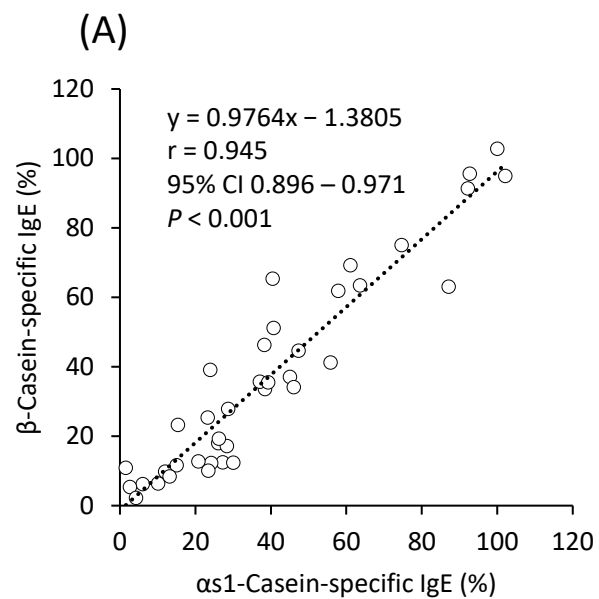 (A)
y = 0.9764x − 1.3805
r = 0.945
95% CI 0.896 – 0.971
P < 0.001
120
100
80
60
40
20
0
β-Casein-specific IgE (%)
0 20 40 60 80 100 120
αs1-Casein-specific IgE (%)